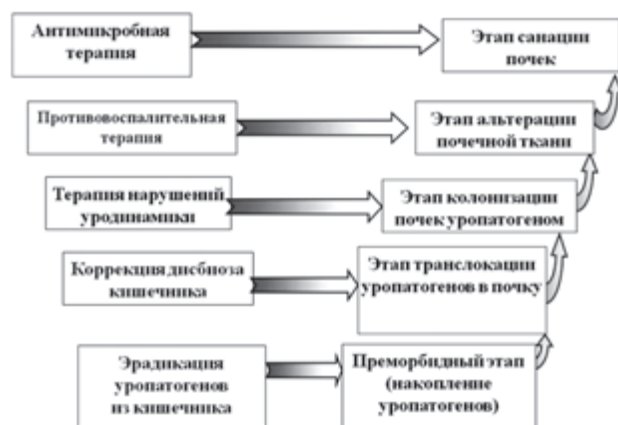 Антимикробная
терапия
Этап санации
почек
Противовоспалительная
терапия
Этап альтерации
почечной ткани
Терапия нарушений
уродинамики
Этап колонизации
почек уропатогеном
Коррекция дисбиоза
кишечника
Этап транслокации
уропатогенов в почку
Эрадикация
уропатогенов
из кишечника
Преморбидный этап
(накопление
уропатогенов)